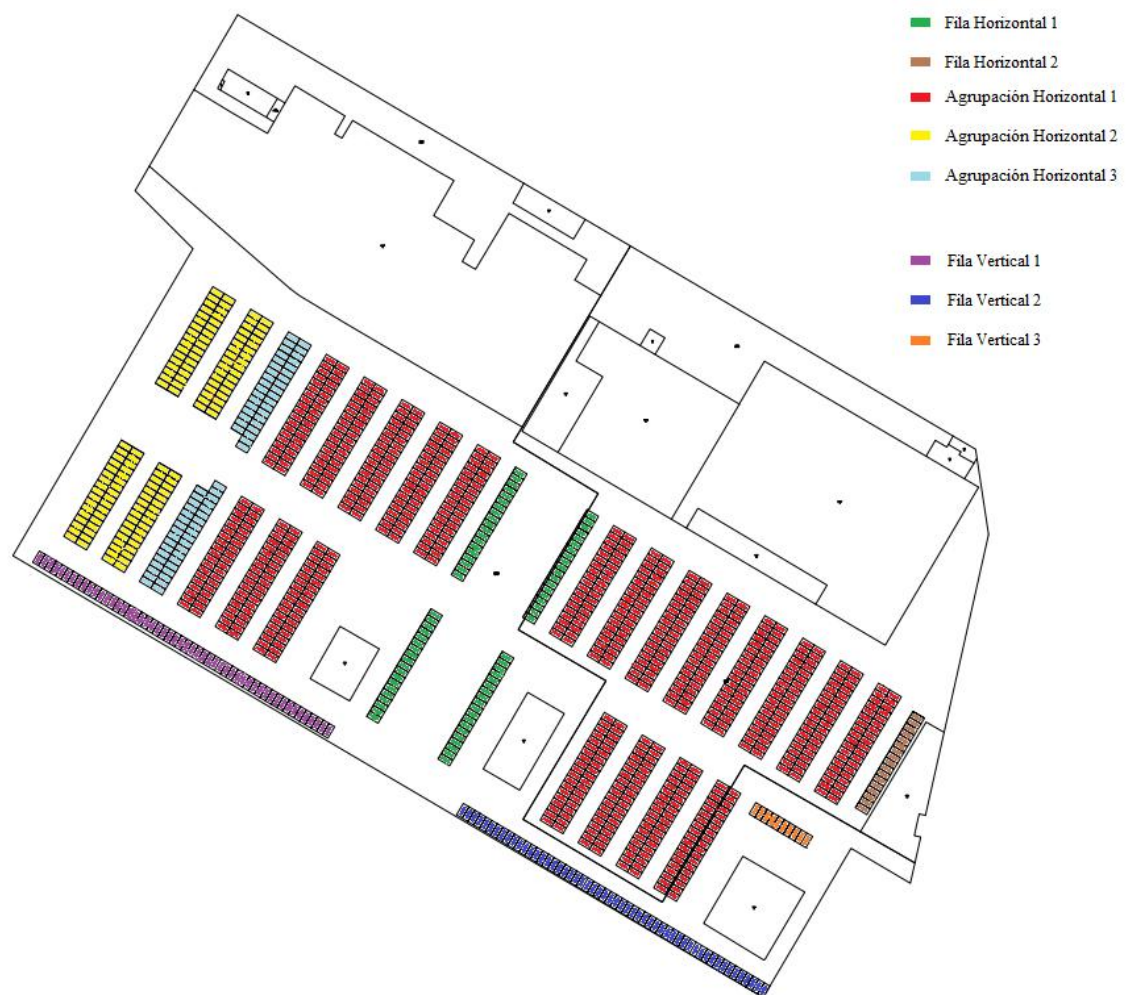 Fila Horizontal 1
Fila Horizontal 2
Agrupación Horizontal 1
Agrupación Horizontal 2
Agrupación Horizontal 3
Fila Vertical 1
Fila Vertical 2
Fila Vertical 3